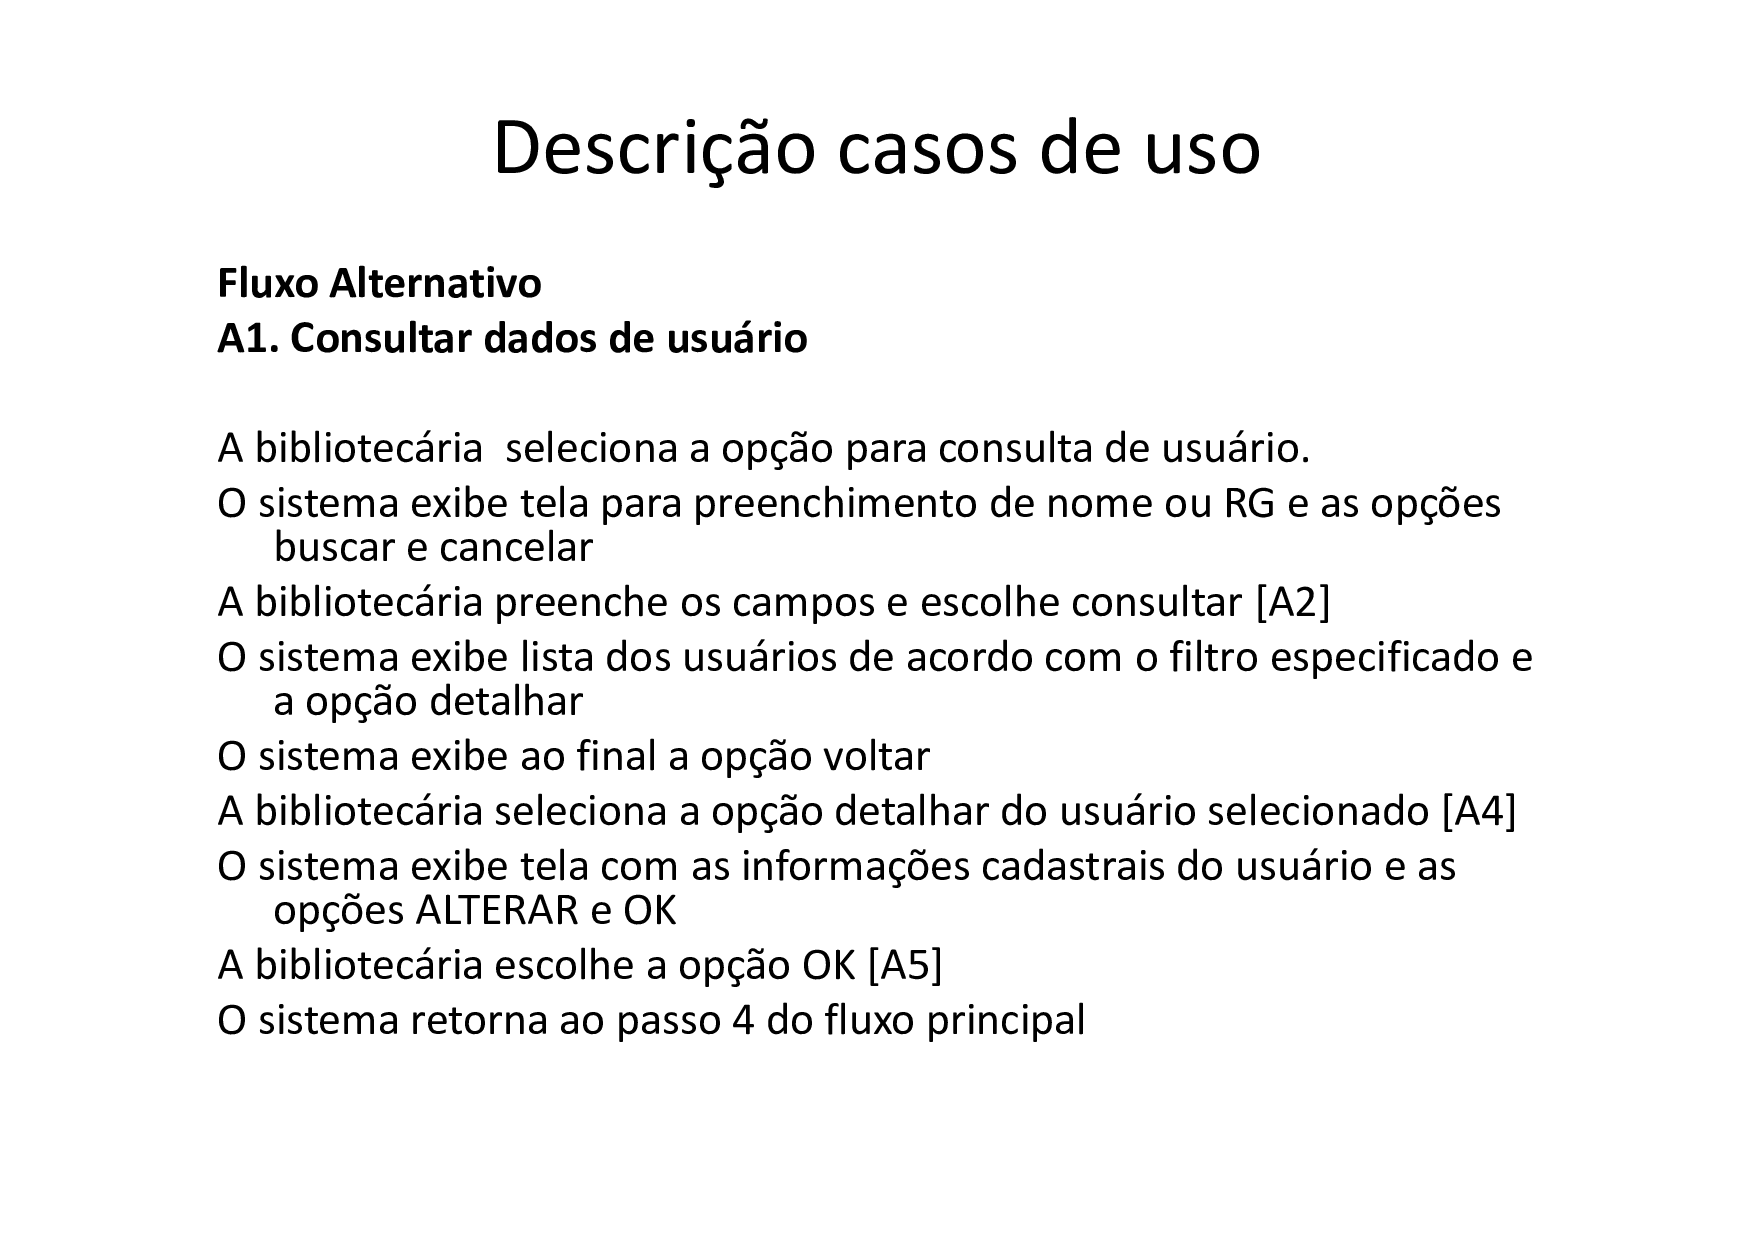 Descrição casos de uso
Fluxo Alternativo
A1. Consultar dados de usuário
A bibliotecária  seleciona a opção para consulta de usuário.
O sistema exibe tela para preenchimento de nome ou RG e as opções
buscar e cancelar
A bibliotecária preenche os campos e escolhe consultar [A2]
O sistema exibe lista dos usuários de acordo com o filtro especificado e
a opção detalhar
O sistema exibe ao final a opção voltar
A bibliotecária seleciona a opção detalhar do usuário selecionado [A4]
O sistema exibe tela com as informações cadastrais do usuário e as
opções ALTERAR e OK
A bibliotecária escolhe a opção OK [A5]
O sistema retorna ao passo 4 do fluxo principal